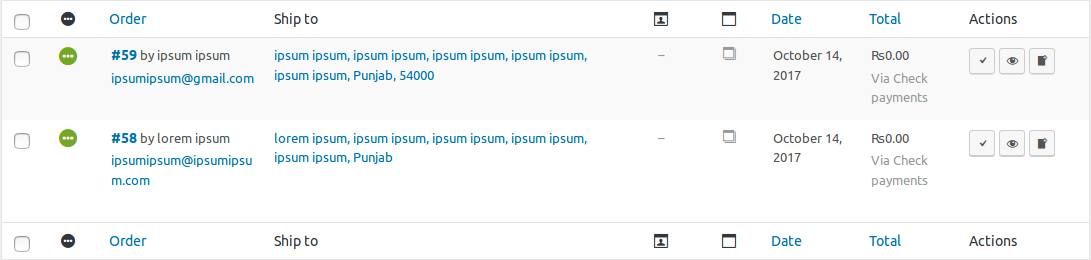 Order Ship to Date Total Actions
#59 by ipsum ipsum
ipsumipsum@gmail.com
ipsum ipsum, ipsum ipsum, ipsum ipsum, ipsum ipsum,
ipsum ipsum, Punjab, 54000
–
October 14,
2017
Rs0.00
Via Check
payments
#58 by lorem ipsum
ipsumipsum@ipsumipsu
m.com
lorem ipsum, ipsum ipsum, ipsum ipsum, ipsum ipsum,
ipsum ipsum, Punjab
–
October 14,
2017
Rs0.00
Via Check
payments
Order Ship to Date Total Actions